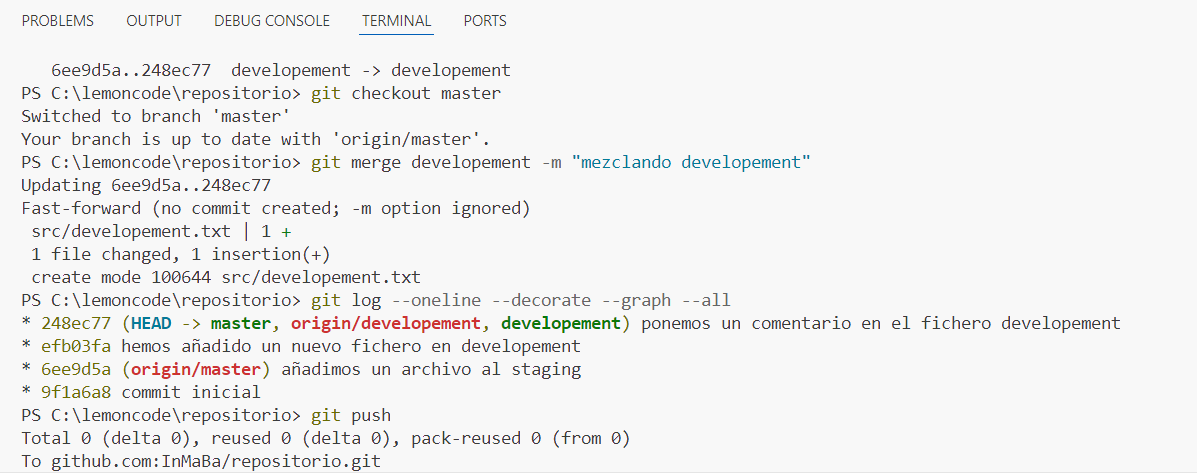 PROBLEMS OUTPUT DEBUG CONSOLE TERMINAL PORTS
6ee9d5a..248ec77  developement -> developement
PS C:\lemoncode\repositorio> git checkout master
Switched to branch 'master'
Your branch is up to date with 'origin/master'.
PS C:\lemoncode\repositorio> git merge developement -m "mezclando developement"
Updating 6ee9d5a..248ec77
Fast-forward (no commit created; -m option ignored)
src/developement.txt | 1 +
1 file changed, 1 insertion(+)
create mode 100644 src/developement.txt
PS C:\lemoncode\repositorio> git log --oneline --decorate --graph --all
* 248ec77 (HEAD -> master, origin/developement, developement) ponemos un comentario en el fichero developement
* efb03fa hemos añadido un nuevo fichero en developement
* 6ee9d5a (origin/master) añadimos un archivo al staging
* 9f1a6a8 commit inicial
PS C:\lemoncode\repositorio> git push
Total 0 (delta 0), reused 0 (delta 0), pack-reused 0 (from 0)
To github.com:InMaBa/repositorio.git